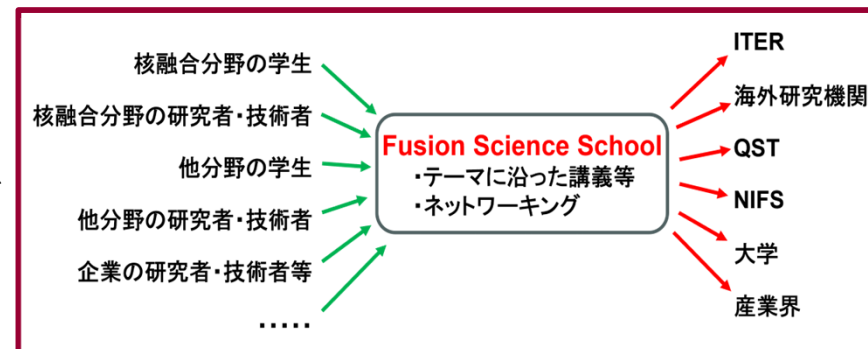 核融合分野の学生
核融合分野の研究者・技術者
他分野の学生
他分野の研究者・技術者
企業の研究者・技術者等
・・・・・
Fusion Science School
・テーマに沿った講義等
・ネットワーキング
ITER
海外研究機関
QST
NIFS
大学
産業界